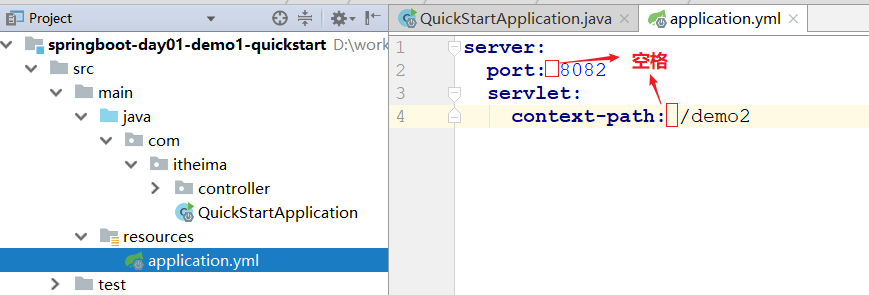 Project
springboot-day01-demo1-quickstart D:\work
src
main
java
com
itheima
controller
QuickStartApplication
resources
application.yml
test
QuickStartApplication.java
application.yml
1 server:
2 port: 8082
空格
3 servlet:
4 context-path: /demo2